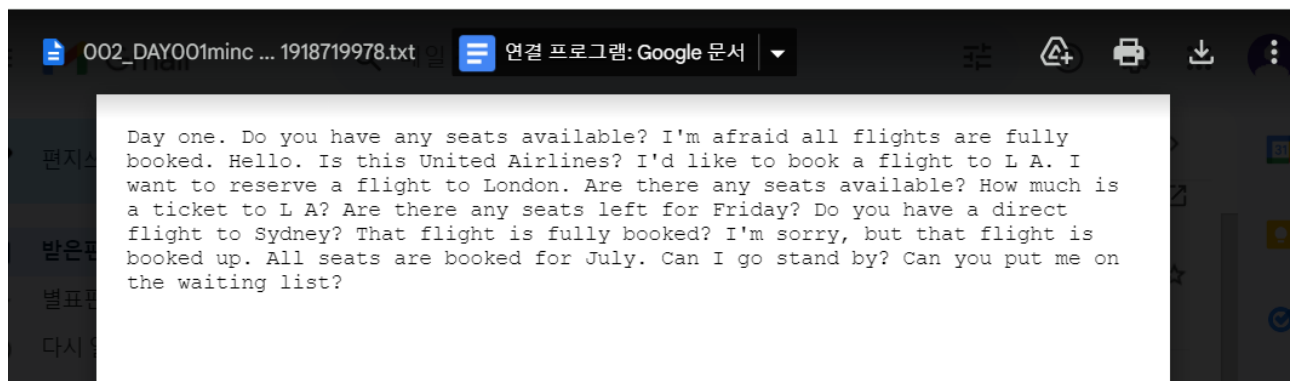 002_DAY001minc ... 1918719978.txt
연결 프로그램: Google 문서
Day one. Do you have any seats available? I'm afraid all flights are fully
booked. Hello. Is this United Airlines? I'd like to book a flight to L A. I
want to reserve a flight to London. Are there any seats available? How much is
a ticket to L A? Are there any seats left for Friday? Do you have a direct
flight to Sydney? That flight is fully booked? I'm sorry, but that flight is
booked up. All seats are booked for July. Can I go stand by? Can you put me on
the waiting list?
다시
31